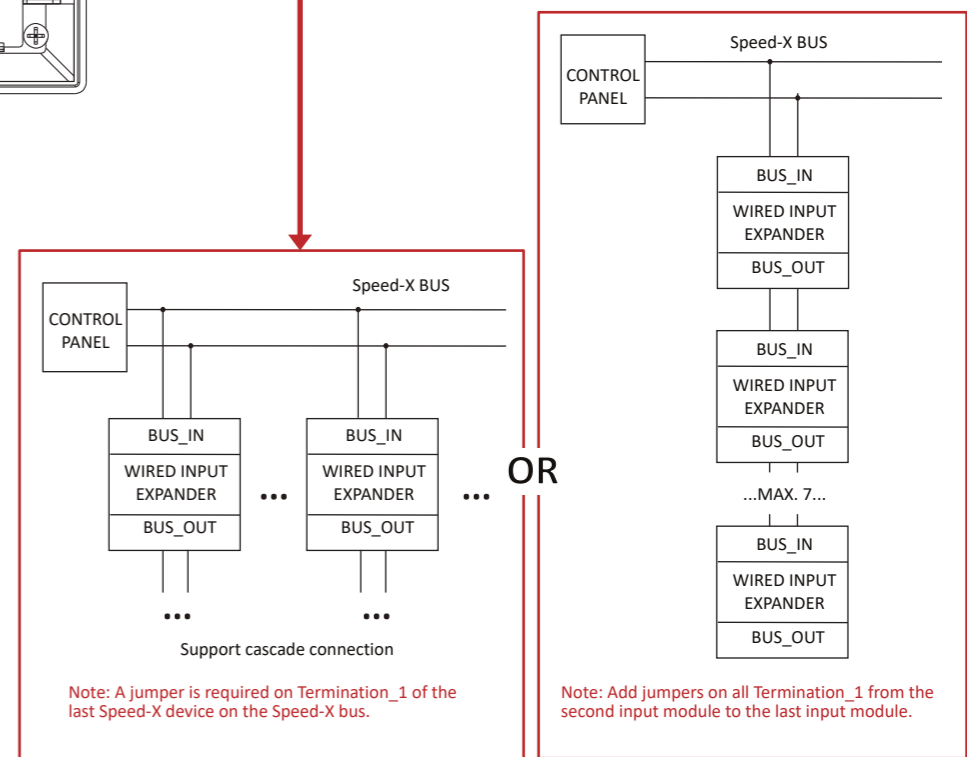 Speed-X BUS
CONTROL
PANEL
BUS_IN
WIRED INPUT
EXPANDER
BUS_OUT
...
BUS_IN
WIRED INPUT
EXPANDER
BUS_OUT
...
...
...
Support cascade connection
Note: A jumper is required on Termination_1 of the
last Speed-X device on the Speed-X bus.
OR
Speed-X BUS
CONTROL
PANEL
BUS_IN
WIRED INPUT
EXPANDER
BUS_OUT
BUS_IN
WIRED INPUT
EXPANDER
BUS_OUT
...MAX. 7...
BUS_IN
WIRED INPUT
EXPANDER
BUS_OUT
Note: Add jumpers on all Termination_1 from the
second input module to the last input module.